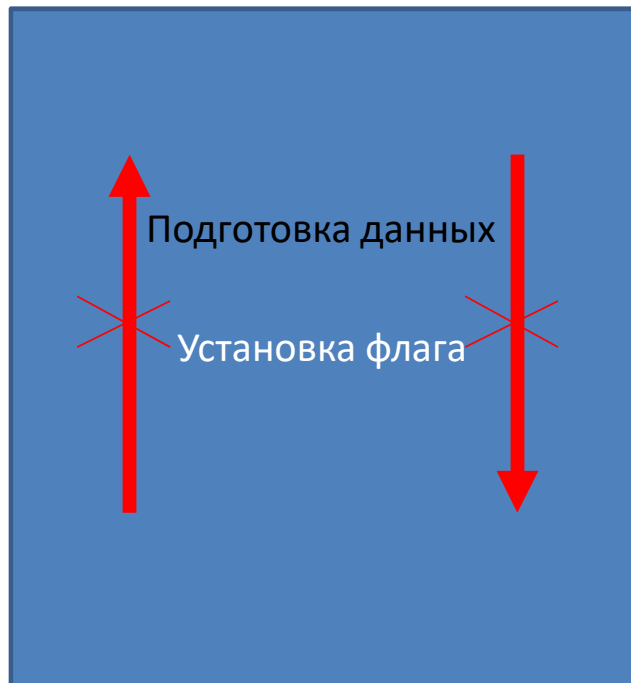 Подготовка данных
Установка флага